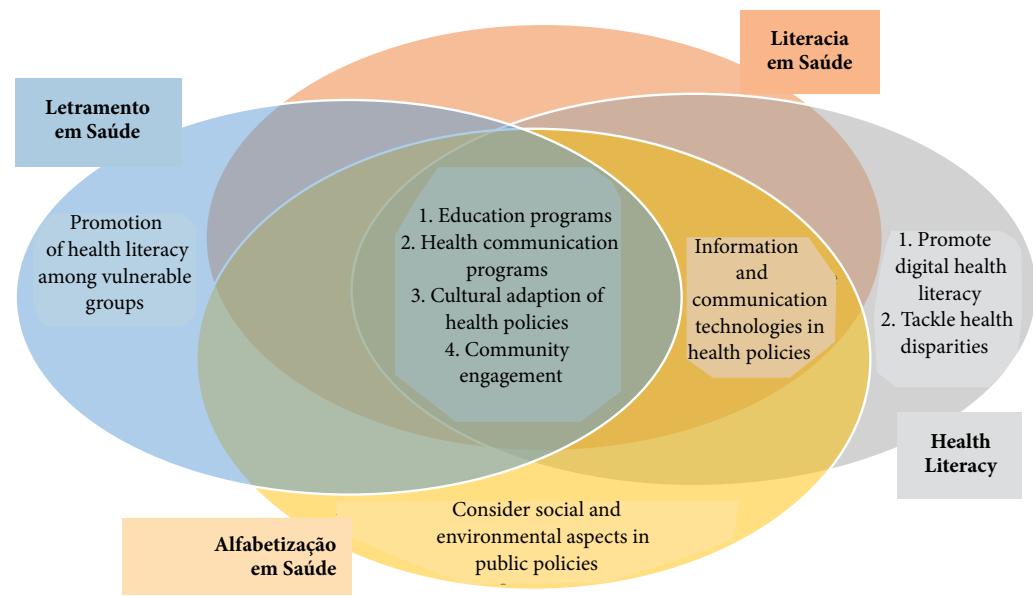 Literacia
em Saúde
Letramento
em Saúde
Promotion
of health literacy
among vulnerable
groups
1. Education programs
2. Health communication
programs
3. Cultural adaption of
health policies
4. Community
engagement
Information
and
communication
technologies in
health policies
1. Promote
digital health
literacy
2. Tackle health
disparities
Health
Literacy
Consider social and
environmental aspects in
public policies
Alfabetização
em Saúde